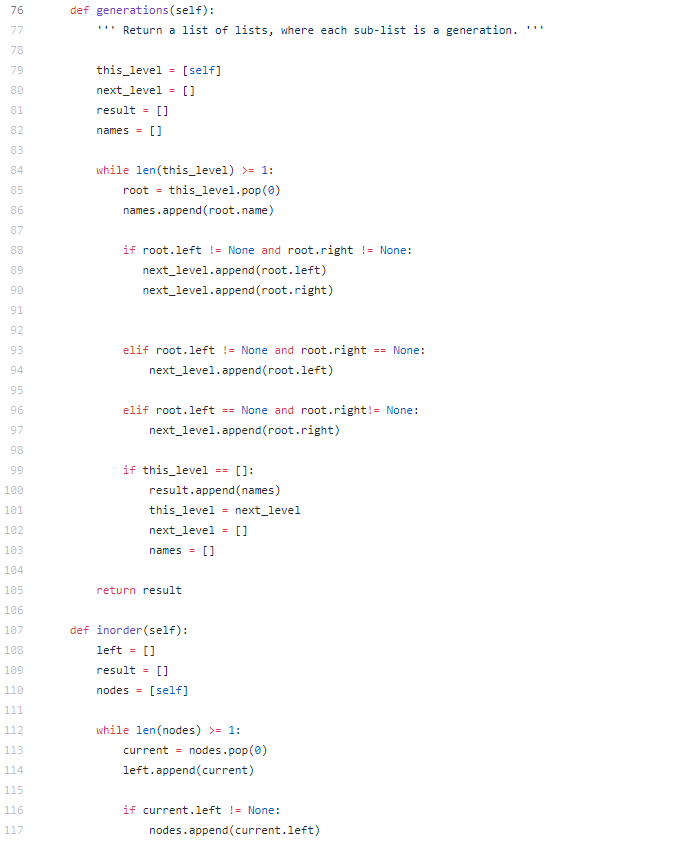 76 def generations(self):
77 ''' Return a list of lists, where each sub-list is a generation. '''
78
79 this_level = [self]
80 next_level = []
81 result = []
82 names = []
83
84 while len(this_level) >= 1:
85 root = this_level.pop(0)
86 names.append(root.name)
87
88 if root.left != None and root.right != None:
89 next_level.append(root.left)
90 next_level.append(root.right)
91
92
93 elif root.left != None and root.right == None:
94 next_level.append(root.left)
95
96 elif root.left == None and root.right!= None:
97 next_level.append(root.right)
98
99 if this_level == []:
100 result.append(names)
101 this_level = next_level
102 next_level = []
103 names = []
104
105 return result
106
107 def inorder(self):
108 left = []
109 result = []
110 nodes = [self]
111
112 while len(nodes) >= 1:
113 current = nodes.pop(0)
114 left.append(current)
115
116 if current.left != None:
117 nodes.append(current.left)